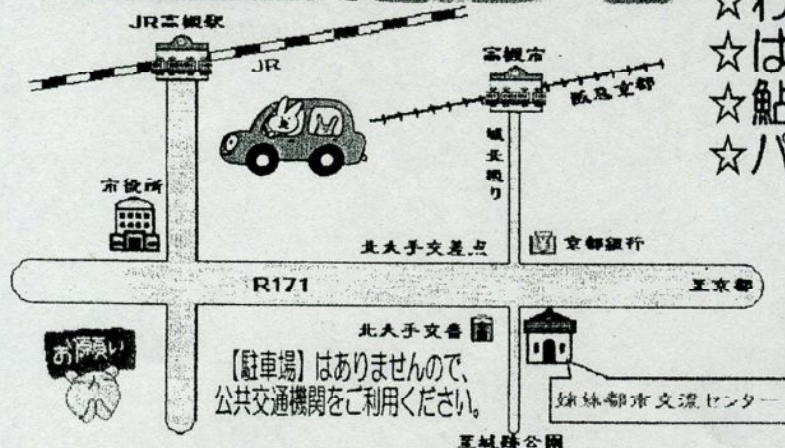 JR高槻駅
JR
高槻市
阪急京都
城北通り
市役所
北大手交差点
京都銀行
R171
至京都
北大手交番
お願い
【駐車場】はありませんので、
公共交通機関をご利用ください。
姉妹都市交流センター
至城跡公園
☆は
☆鮎
☆パ